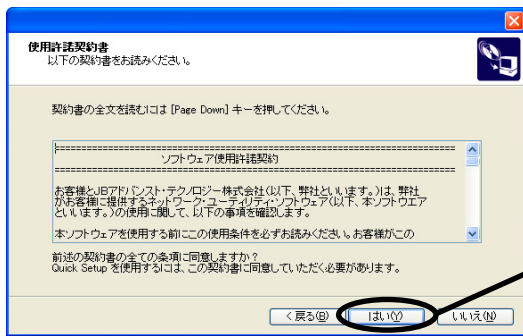 使用許諾契約書
以下の契約書をお読みください。
契約書の全文を読むには [Page Down] キーを押してください。
============================================================
ソフトウェア使用許諾契約
============================================================
お客様とJBアドバンスト・テクノロジー株式会社(以下、弊社といいます。)は、弊社
がお客様に提供するネットワーク・ユーティリティ・ソフトウェア(以下、本ソフトウエア
といいます。)の使用に関して、以下の事項を確認します。
本ソフトウェアを使用する前にこの使用条件を必ずお読みください。お客様がこの
前述の契約書の全ての条項に同意しますか?
Quick Setup を使用するには、この契約書に同意していただく必要があります。
< 戻る(B)
はい(Y)
いいえ(N)